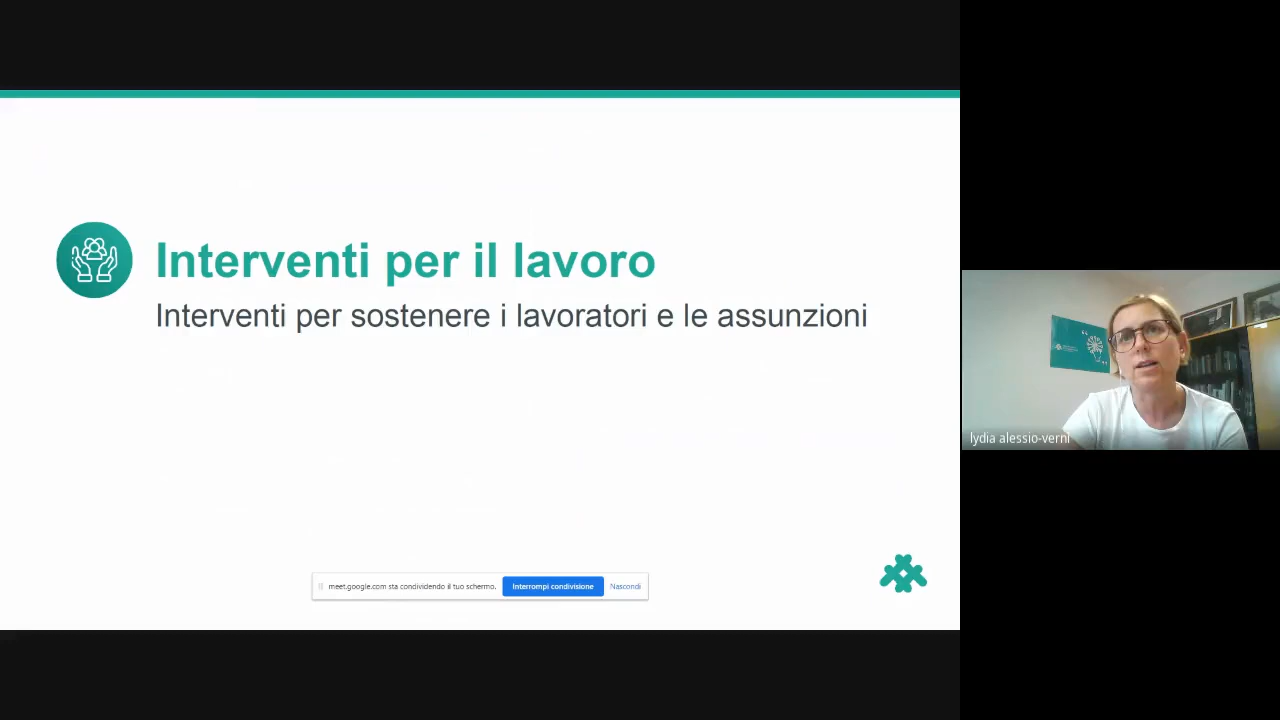 Interventi per il lavoro
Interventi per sostenere i lavoratori e le assunzioni
meet.google.com sta condividendo il tuo schermo. Interrompi condivisione Nascondi
lydia alessio-verni